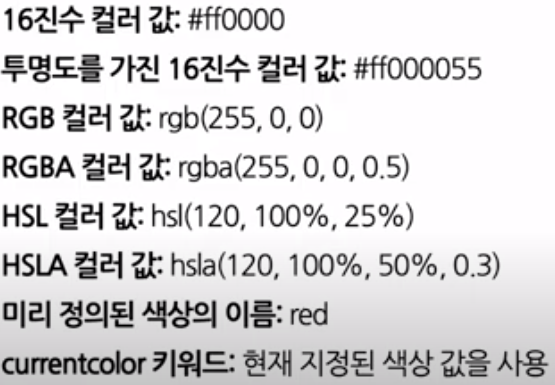 16진수 컬러 값: #ff0000
투명도를 가진 16진수 컬러 값: #ff000055
RGB 컬러 값: rgb(255, 0, 0)
RGBA 컬러 값: rgba(255, 0, 0, 0.5)
HSL 컬러 값: hsl(120, 100%, 25%)
HSLA 컬러 값: hsla(120, 100%, 50%, 0.3)
미리 정의된 색상의 이름: red
currentcolor 키워드: 현재 지정된 색상 값을 사용